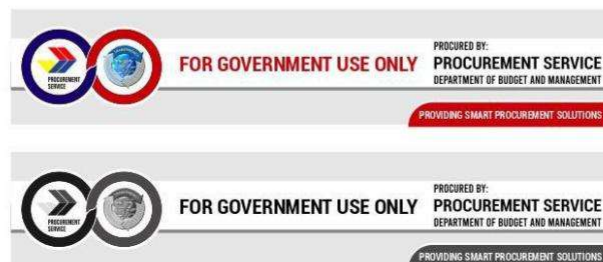 PROCUREMENT
SERVICE
FOR GOVERNMENT USE ONLY
PROCURED BY:
PROCUREMENT SERVICE
DEPARTMENT OF BUDGET AND MANAGEMENT
PROVIDING SMART PROCUREMENT SOLUTIONS
PROCUREMENT
SERVICE
FOR GOVERNMENT USE ONLY
PROCURED BY:
PROCUREMENT SERVICE
DEPARTMENT OF BUDGET AND MANAGEMENT
PROVIDING SMART PROCUREMENT SOLUTIONS